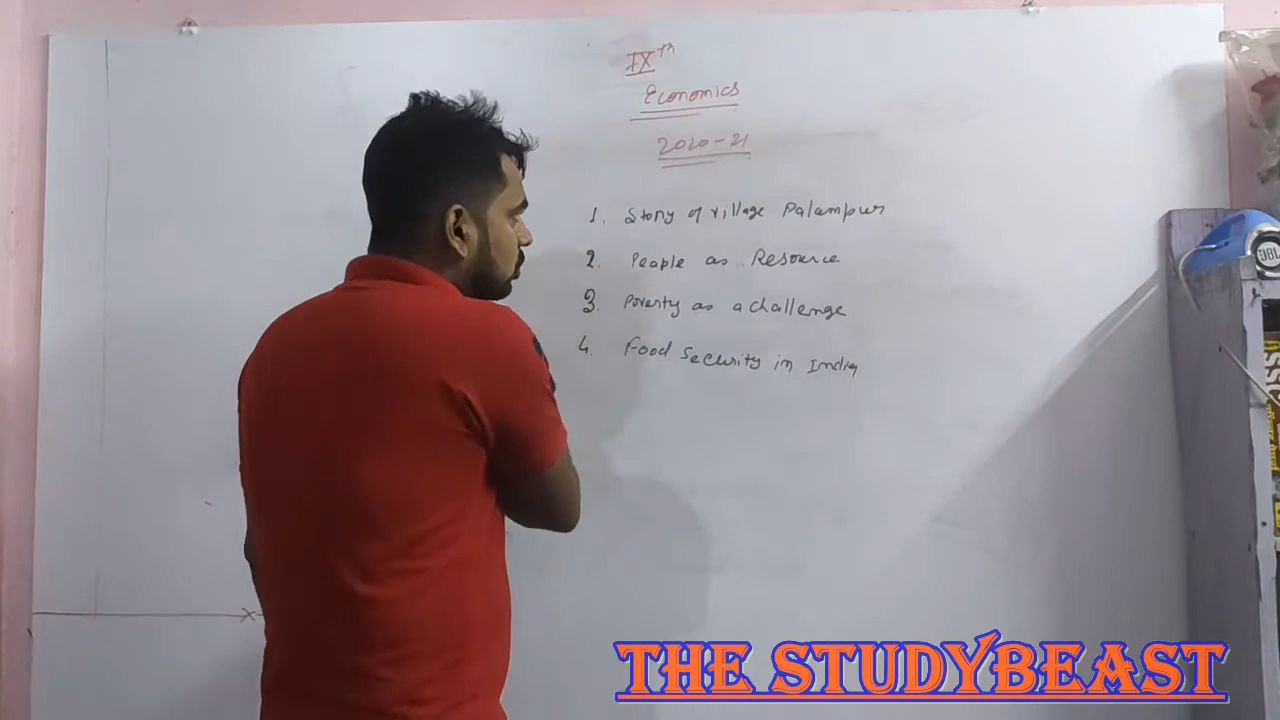 IXth
Economics
2020-21
1. Story of village Palampur
2. People as Resource
3. Poverty as a challenge
4. Food Security in India
JBL
THE STUDYBEAST